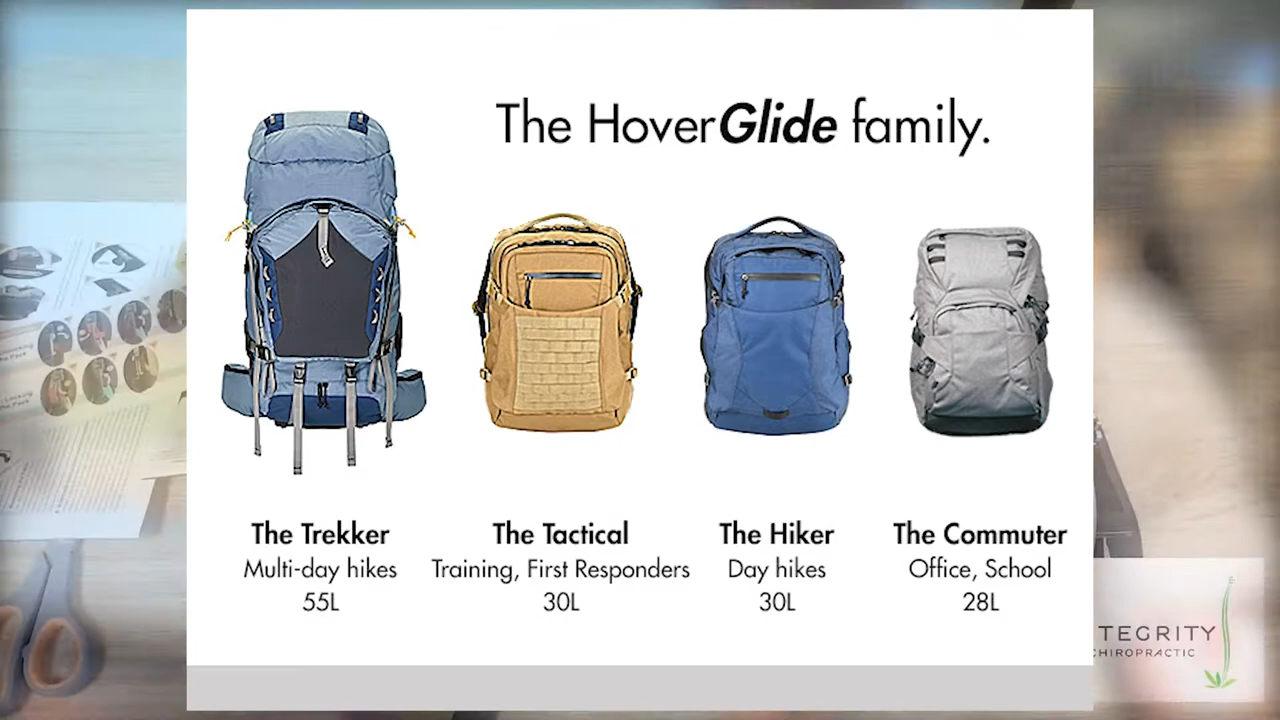 The HoverGlide family.
The Trekker
Multi-day hikes
55L
The Tactical
Training, First Responders
30L
The Hiker
Day hikes
30L
The Commuter
Office, School
28L
TEGRITY
CHIROPRACTIC